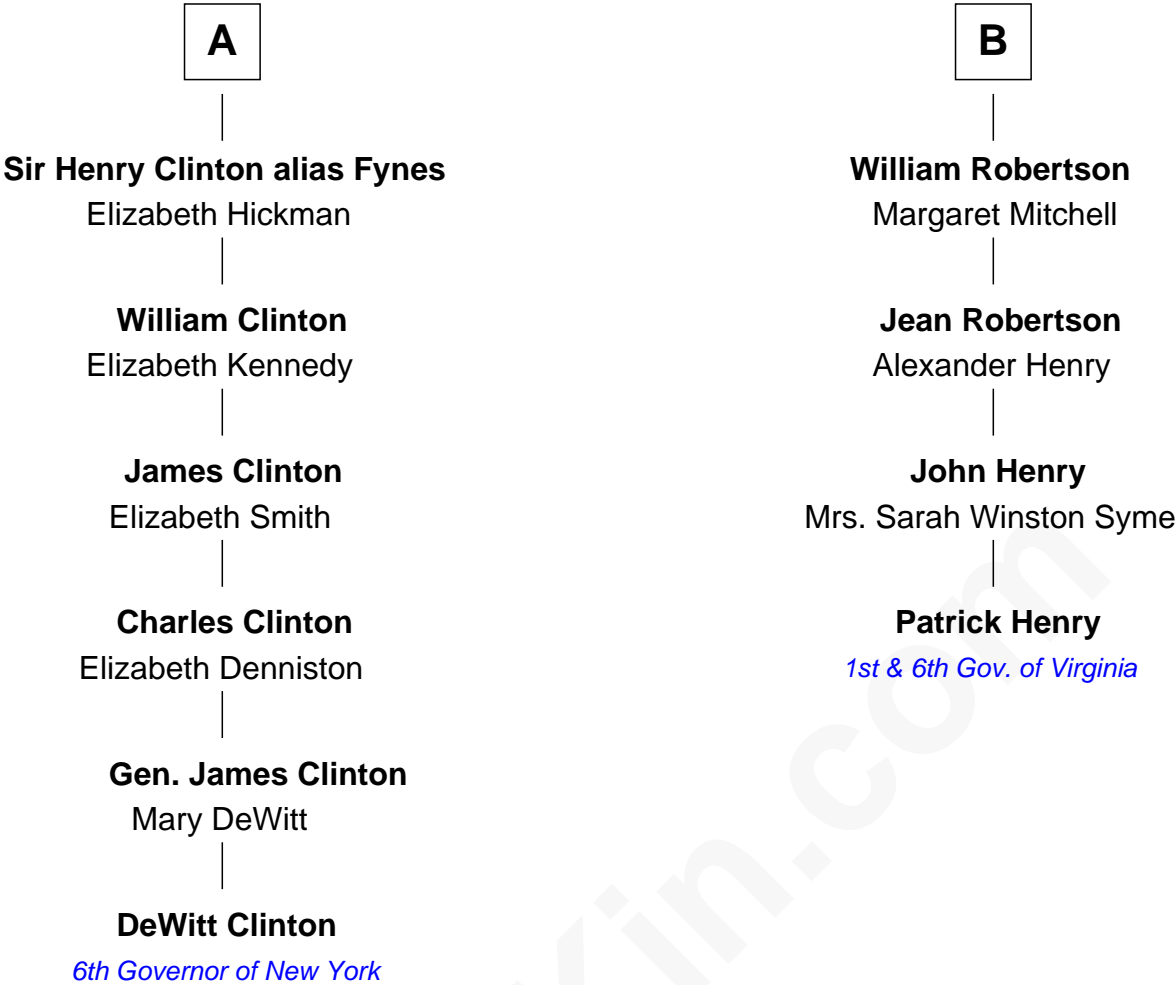 A
Sir Henry Clinton alias Fynes
Elizabeth Hickman
William Clinton
Elizabeth Kennedy
James Clinton
Elizabeth Smith
Charles Clinton
Elizabeth Denniston
Gen. James Clinton
Mary DeWitt
DeWitt Clinton
6th Governor of New York
B
William Robertson
Margaret Mitchell
Jean Robertson
Alexander Henry
John Henry
Mrs. Sarah Winston Syme
Patrick Henry
1st & 6th Gov. of Virginia